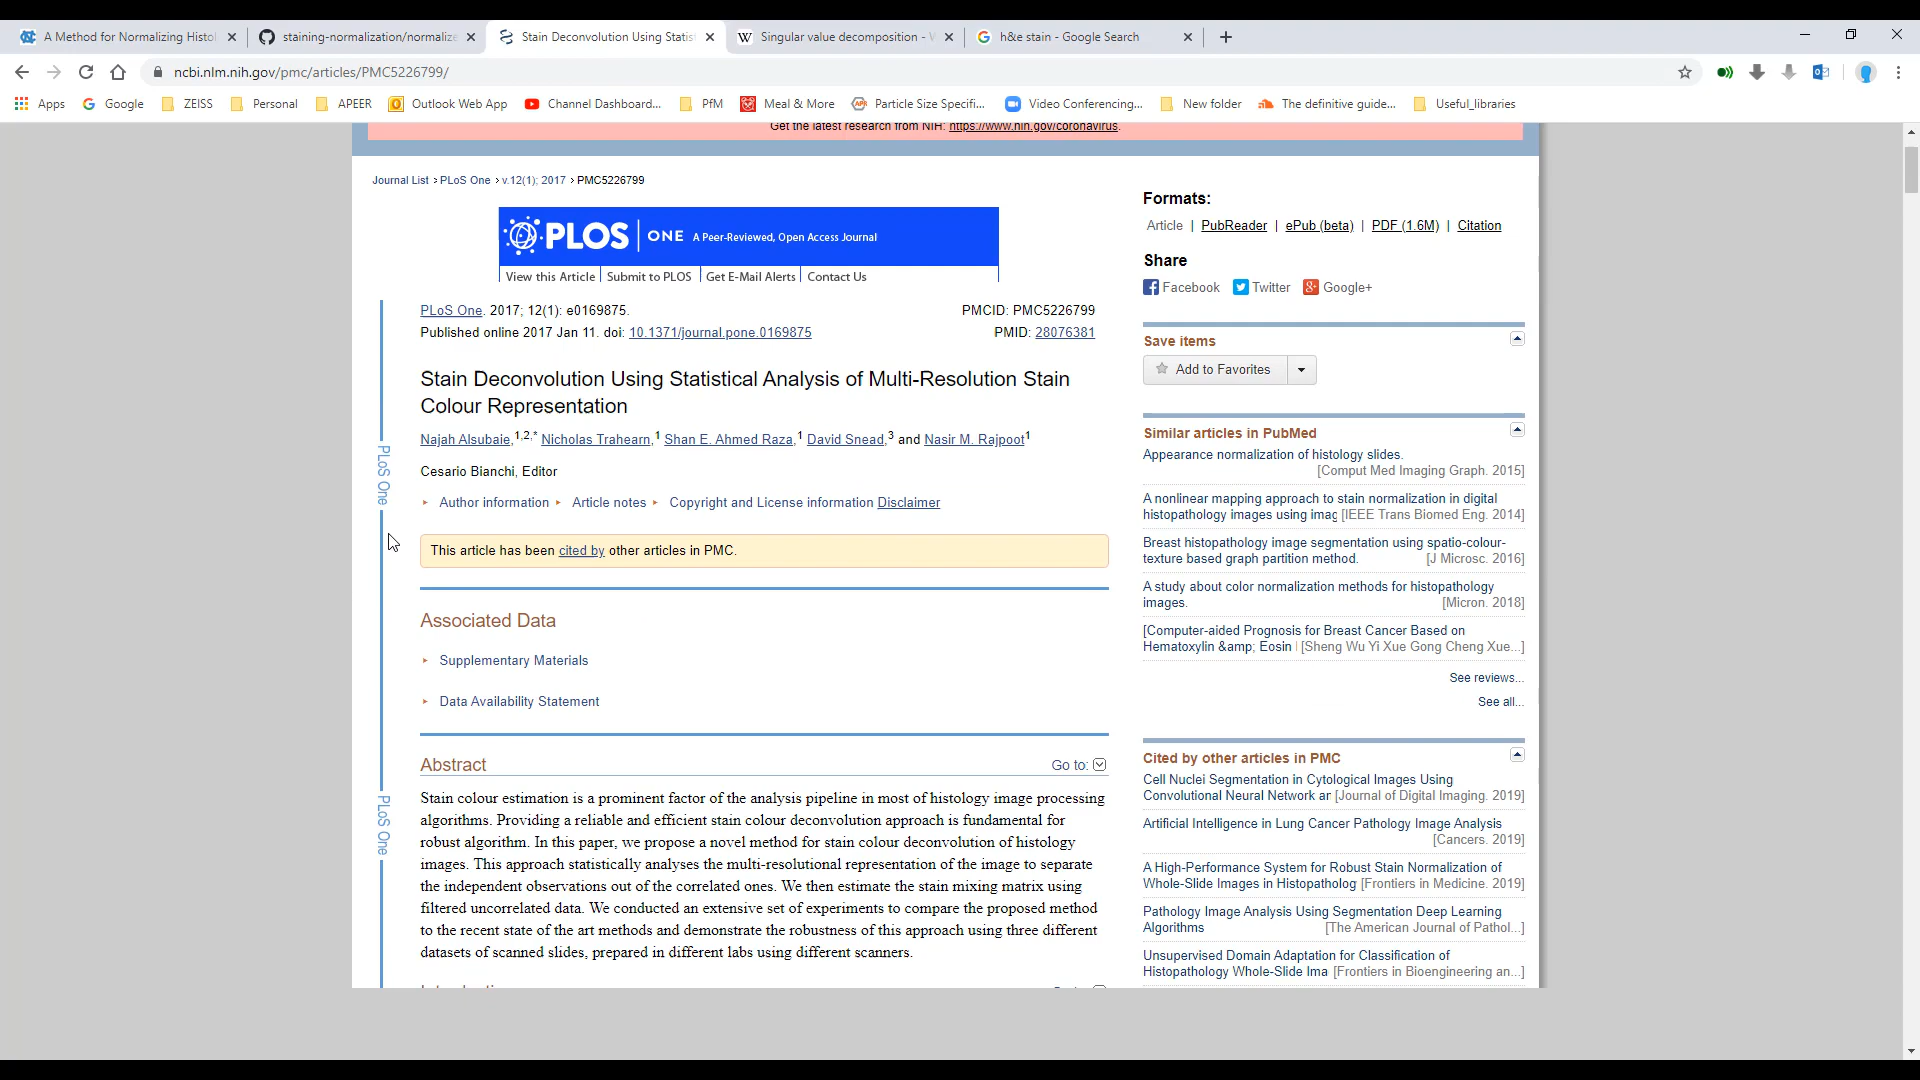 A Method for Normalizing Histol
staining-normalization/normalize
Stain Deconvolution Using Statis
Singular value decomposition - W
h&e stain - Google Search
ncbi.nlm.nih.gov/pmc/articles/PMC5226799/
Apps
Google
ZEISS
Personal
APEER
Outlook Web App
Channel Dashboard...
PfM
Meal & More
Particle Size Specifi...
Video Conferencing...
New folder
The definitive guide...
Useful_libraries
Get the latest research from NIH: https://www.nih.gov/coronavirus.
Journal List > PLoS One > v.12(1); 2017 > PMC5226799
PLOS ONE A Peer-Reviewed, Open Access Journal
View this Article Submit to PLOS Get E-Mail Alerts Contact Us
PLoS One. 2017; 12(1): e0169875. PMCID: PMC5226799
Published online 2017 Jan 11. doi: 10.1371/journal.pone.0169875 PMID: 28076381
Stain Deconvolution Using Statistical Analysis of Multi-Resolution Stain
Colour Representation
Najah Alsubaie,1,2,* Nicholas Trahearn,1 Shan E. Ahmed Raza,1 David Snead,3 and Nasir M. Rajpoot1
Cesario Bianchi, Editor
Author information Article notes Copyright and License information Disclaimer
This article has been cited by other articles in PMC.
Associated Data
Supplementary Materials
Data Availability Statement
Abstract Go to:
Stain colour estimation is a prominent factor of the analysis pipeline in most of histology image processing
algorithms. Providing a reliable and efficient stain colour deconvolution approach is fundamental for
robust algorithm. In this paper, we propose a novel method for stain colour deconvolution of histology
images. This approach statistically analyses the multi-resolutional representation of the image to separate
the independent observations out of the correlated ones. We then estimate the stain mixing matrix using
filtered uncorrelated data. We conducted an extensive set of experiments to compare the proposed method
to the recent state of the art methods and demonstrate the robustness of this approach using three different
datasets of scanned slides, prepared in different labs using different scanners.
PLoS One
PLoS One
Formats:
Article | PubReader | ePub (beta) | PDF (1.6M) | Citation
Share
Facebook Twitter Google+
Save items
Add to Favorites
Similar articles in PubMed
Appearance normalization of histology slides.
[Comput Med Imaging Graph. 2015]
A nonlinear mapping approach to stain normalization in digital
histopathology images using imag [IEEE Trans Biomed Eng. 2014]
Breast histopathology image segmentation using spatio-colour-
texture based graph partition method. [J Microsc. 2016]
A study about color normalization methods for histopathology
images. [Micron. 2018]
[Computer-aided Prognosis for Breast Cancer Based on
Hematoxylin &amp; Eosin [Sheng Wu Yi Xue Gong Cheng Xue...]
See reviews...
See all...
Cited by other articles in PMC
Cell Nuclei Segmentation in Cytological Images Using
Convolutional Neural Network ar [Journal of Digital Imaging. 2019]
Artificial Intelligence in Lung Cancer Pathology Image Analysis
[Cancers. 2019]
A High-Performance System for Robust Stain Normalization of
Whole-Slide Images in Histopatholog [Frontiers in Medicine. 2019]
Pathology Image Analysis Using Segmentation Deep Learning
Algorithms [The American Journal of Pathol...]
Unsupervised Domain Adaptation for Classification of
Histopathology Whole-Slide Ima [Frontiers in Bioengineering an...]